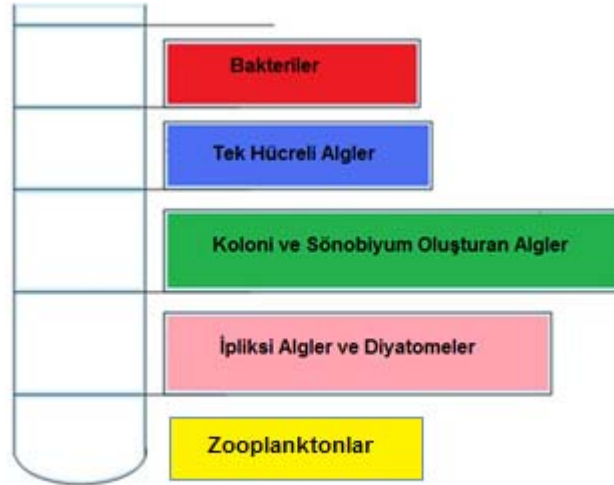 Bakteriler
Tek Hücreli Algler
Koloni ve Sönobiyum Oluşturan Algler
İpliksi Algler ve Diyatomeler
Zooplanktonlar